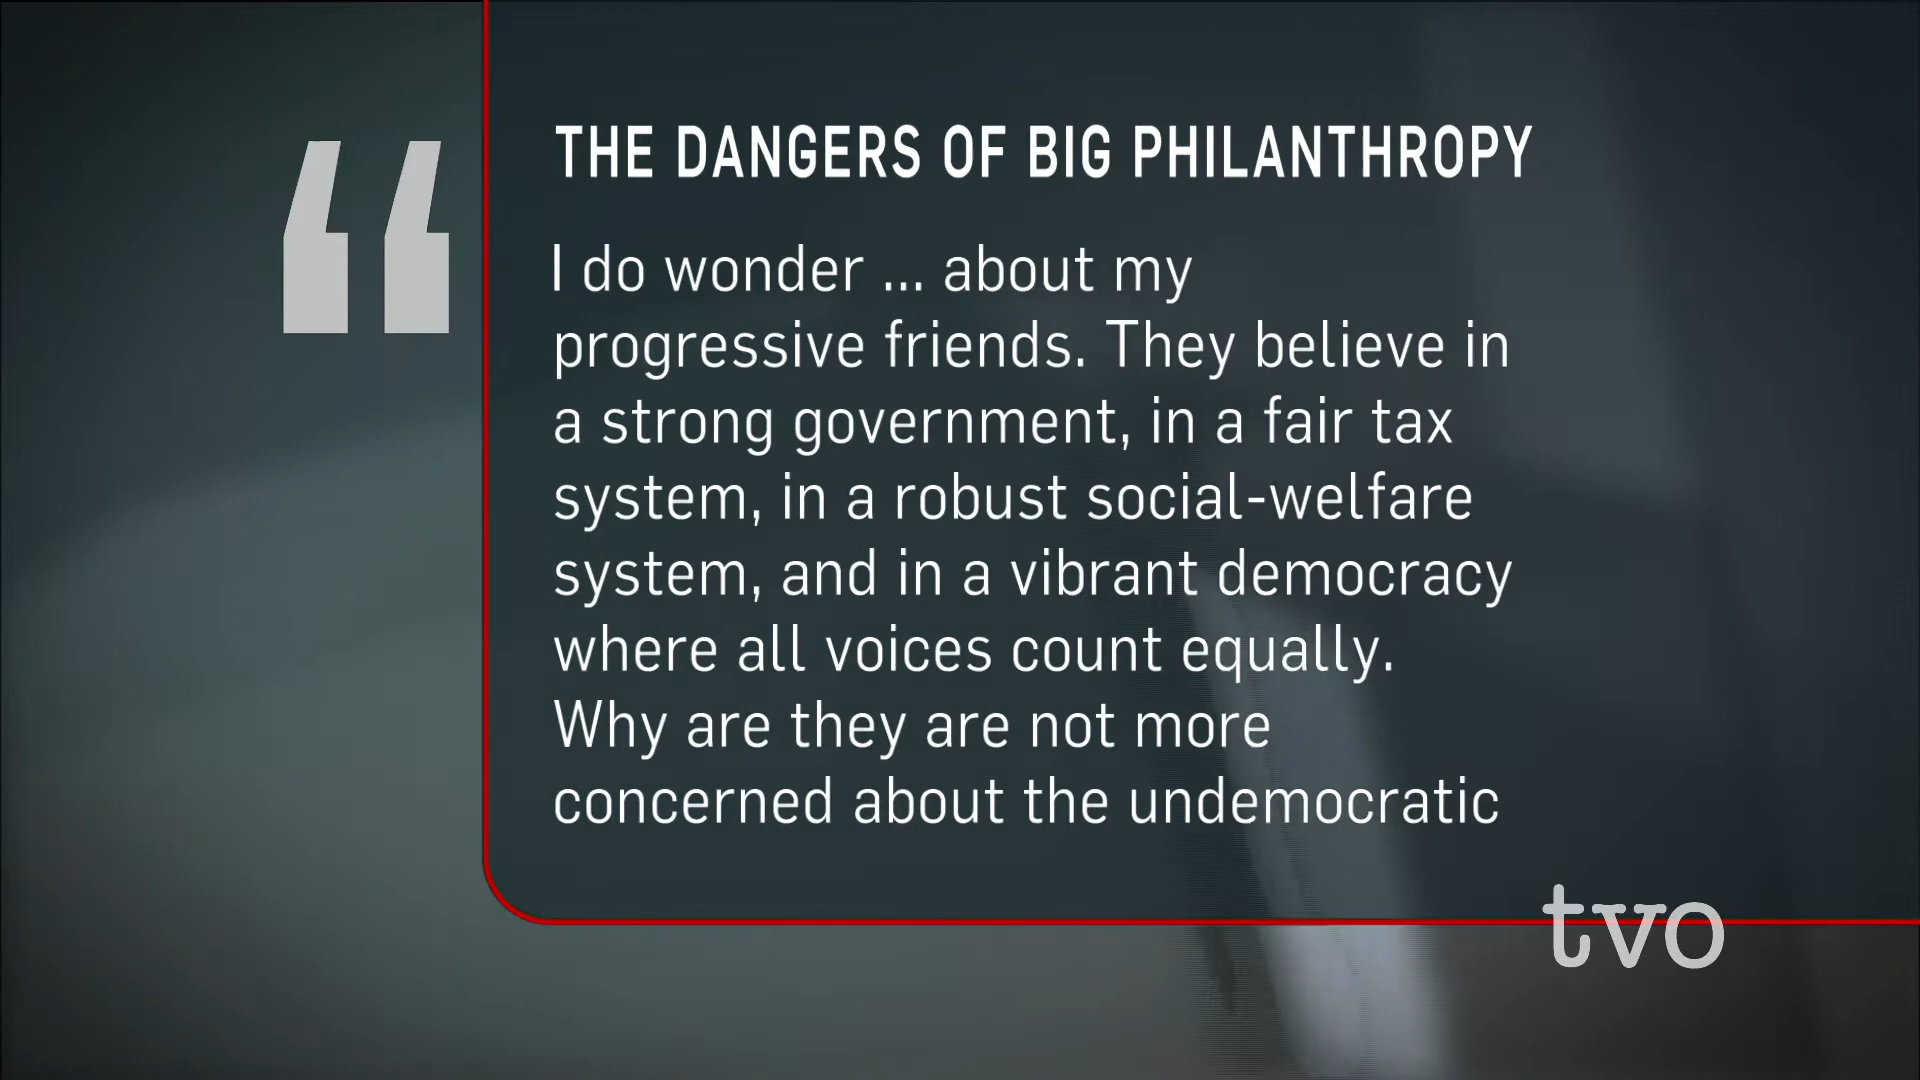 “
THE DANGERS OF BIG PHILANTHROPY
I do wonder ... about my
progressive friends. They believe in
a strong government, in a fair tax
system, in a robust social-welfare
system, and in a vibrant democracy
where all voices count equally.
Why are they are not more
concerned about the undemocratic
tvo